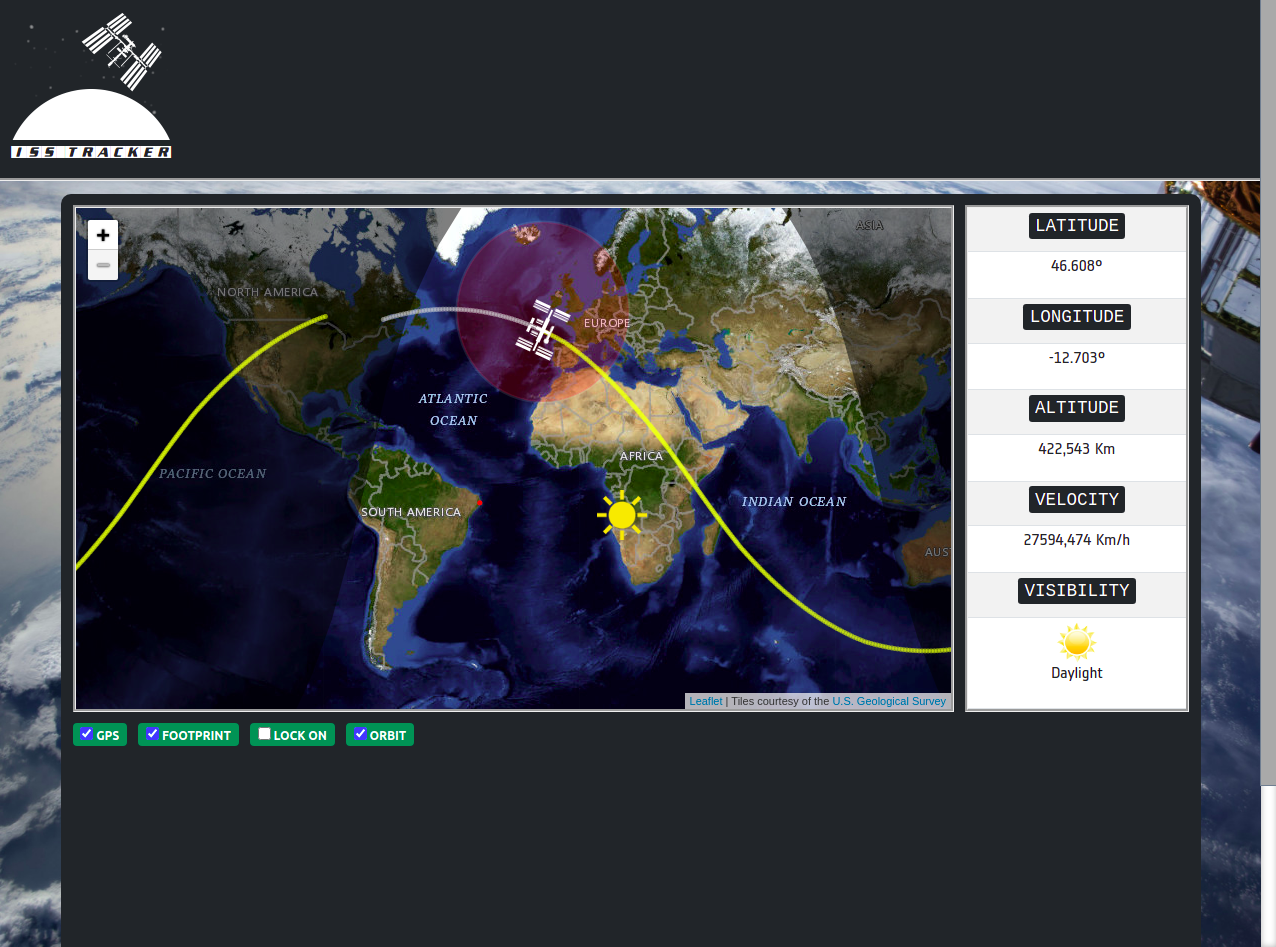 ISS TRACKER
+
−
NORTH AMERICA
ASIA
EUROPE
ATLANTIC
OCEAN
PACIFIC OCEAN
AFRICA
SOUTH AMERICA
INDIAN OCEAN
AUST
Leaflet | Tiles courtesy of the U.S. Geological Survey
LATITUDE
46.608º
LONGITUDE
-12.703º
ALTITUDE
422,543 Km
VELOCITY
27594,474 Km/h
VISIBILITY
Daylight
GPS FOOTPRINT LOCK ON ORBIT